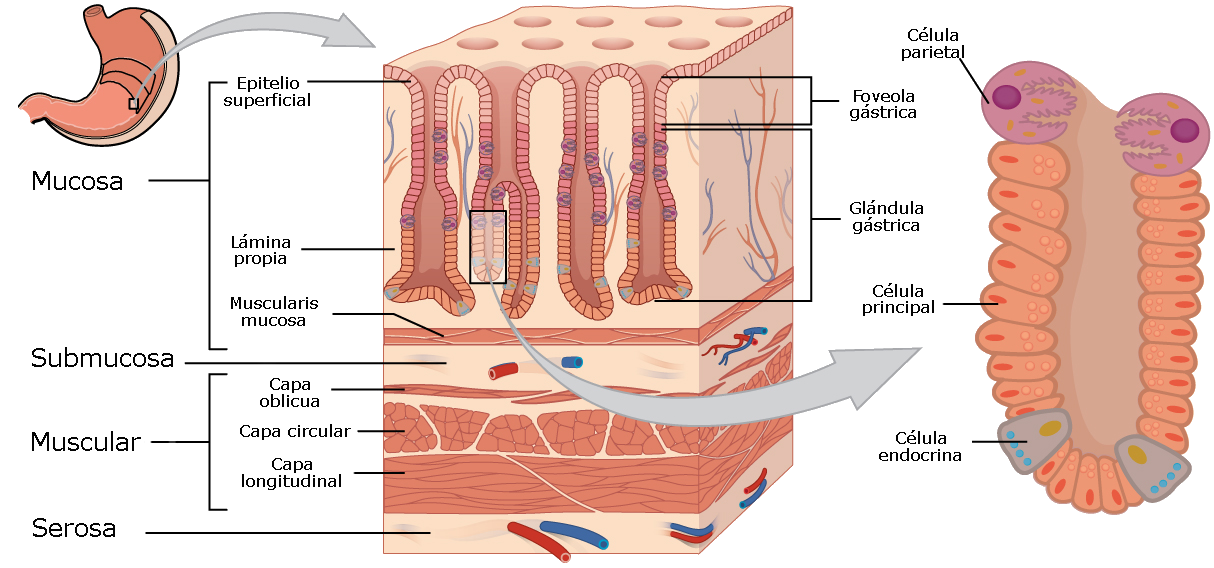 Célula
parietal
Epitelio
superficial
Foveola
gástrica
Mucosa
Glándula
gástrica
Lámina
propia
Célula
principal
Muscularis
mucosa
Submucosa
Capa
oblicua
Muscular
Capa circular
Célula
endocrina
Capa
longitudinal
Serosa